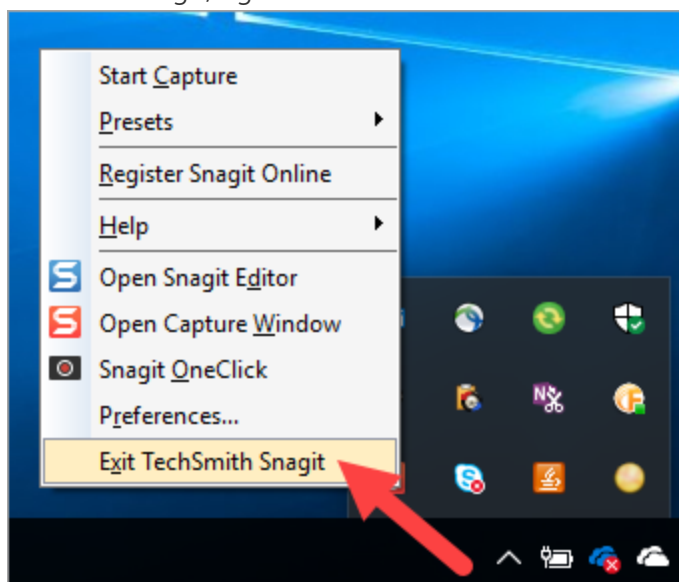 Start Capture
Presets
Register Snagit Online
Help
Open Snagit Editor
Open Capture Window
Snagit OneClick
Preferences...
Exit TechSmith Snagit